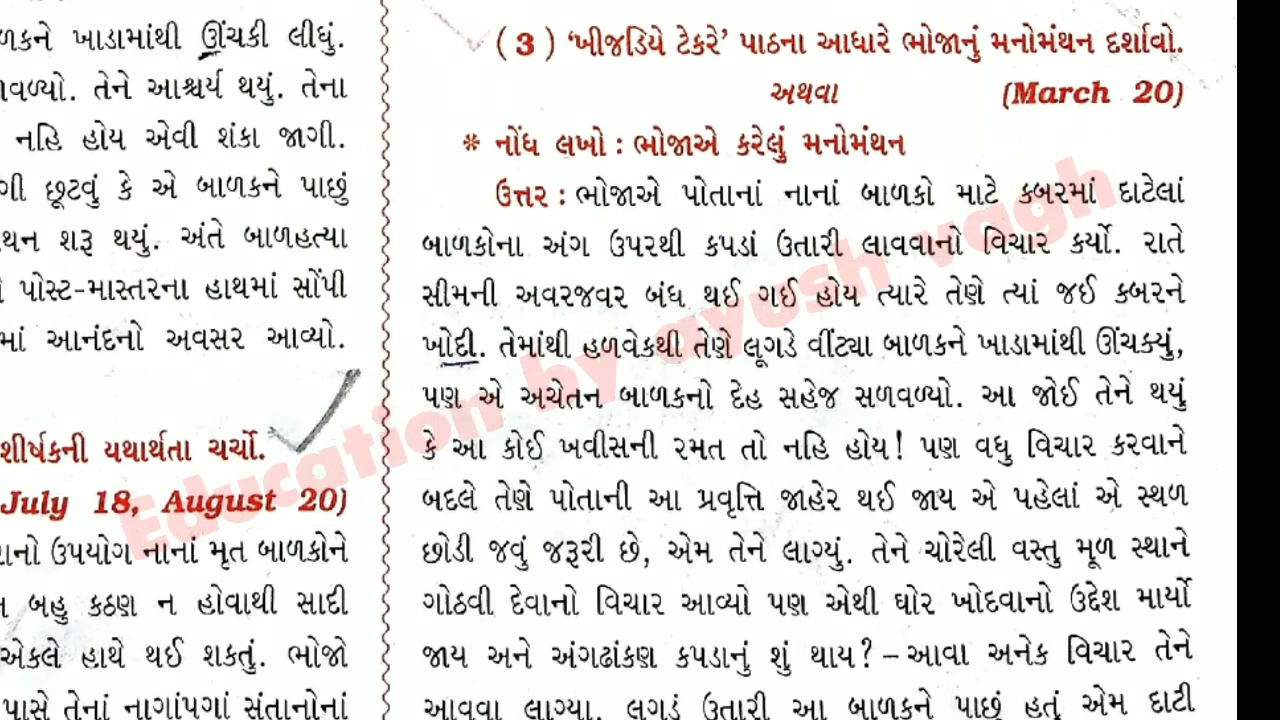 ળકને ખાડામાંથી ઊંચકી લીધું.
ાવળ્યો. તેને આશ્ચર્ય થયું. તેના
નહિ હોય એવી શંકા જાગી.
ગી છૂટવું કે એ બાળકને પાછું
થન શરૂ થયું. અંતે બાળહત્યા
પોસ્ટ-માસ્તરના હાથમાં સોંપી
માં આનંદનો અવસર આવ્યો.
શીર્ષકની યથાર્થતા ચર્ચો.
July 18, August 20)
ાનો ઉપયોગ નાનાં મૃત બાળકોને
બહુ કઠણ ન હોવાથી સાદી
એકલે હાથે થઈ શકતું. ભોજો
પાસે તેનાં નાગાંપગાં સંતાનોનાં
( 3 ) ‘ખીજડિયે ટેકરે’ પાઠના આધારે ભોજાનું મનોમંથન દર્શાવો.
અથવા (March 20)
* નોંધ લખો : ભોજાએ કરેલું મનોમંથન
ઉત્તર : ભોજાએ પોતાનાં નાનાં બાળકો માટે કબરમાં દાટેલાં
બાળકોના અંગ ઉપરથી કપડાં ઉતારી લાવવાનો વિચાર કર્યો. રાતે
સીમની અવરજવર બંધ થઈ ગઈ હોય ત્યારે તેણે ત્યાં જઈ કબરને
ખોદી. તેમાંથી હળવેકથી તેણે લૂગડે વીંટ્યા બાળકને ખાડામાંથી ઊંચક્યું,
પણ એ અચેતન બાળકનો દેહ સહેજ સળવળ્યો. આ જોઈ તેને થયું
કે આ કોઈ ખવીસની રમત તો નહિ હોય! પણ વધુ વિચાર કરવાને
બદલે તેણે પોતાની આ પ્રવૃત્તિ જાહેર થઈ જાય એ પહેલાં એ સ્થળ
છોડી જવું જરૂરી છે, એમ તેને લાગ્યું. તેને ચોરેલી વસ્તુ મૂળ સ્થાને
ગોઠવી દેવાનો વિચાર આવ્યો પણ એથી ઘોર ખોદવાનો ઉદ્દેશ માર્યો
જાય અને અંગઢાંકણ કપડાનું શું થાય? – આવા અનેક વિચાર તેને
આવવા લાગ્યા. લૂગડું ઉતારી આ બાળકને પાછું હતું એમ દાટી
Education by ayush vagh